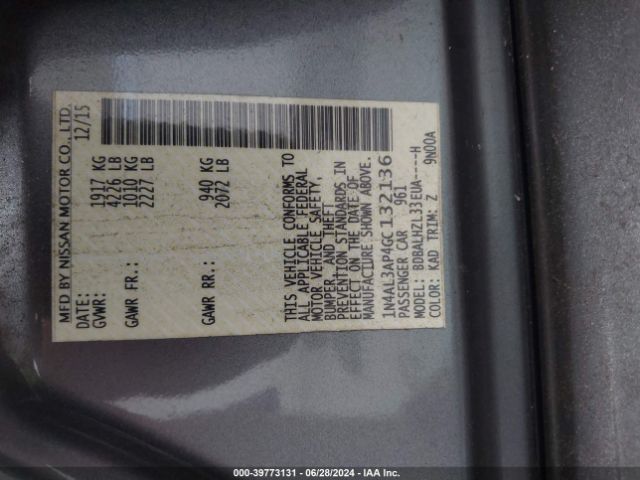 MFD BY NISSAN MOTOR CO., LTD.
DATE: 12/15
GVWR: 1917 KG
4226 LB
GAWR FR.: 1010 KG
2227 LB
GAWR RR.: 940 KG
2072 LB
THIS VEHICLE CONFORMS TO
ALL APPLICABLE FEDERAL
MOTOR VEHICLE SAFETY,
BUMPER, AND THEFT
PREVENTION STANDARDS IN
EFFECT ON THE DATE OF
MANUFACTURE SHOWN ABOVE.
1N4AL3AP4GC132136
PASSENGER CAR 961
MODEL: BDBALHZL33EUA----H
COLOR: KAD TRIM: Z 9N00A
000-39773131 | 06/28/2024 - IAA Inc.